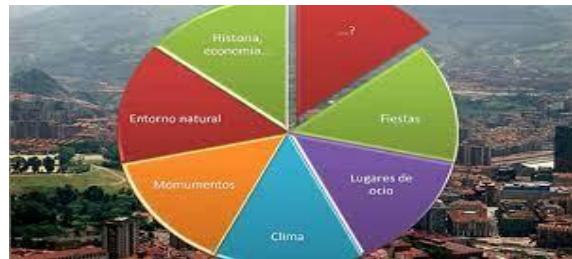 ...?
Historia,
economía...
Entorno natural
Fiestas
Momumentos
Lugares de
ocio
Clima